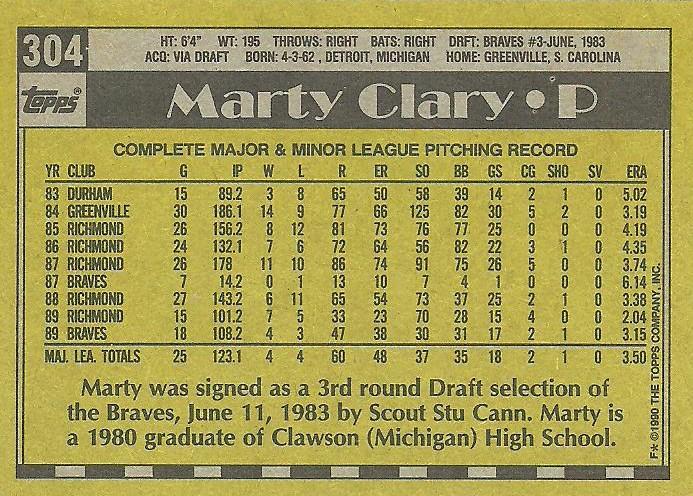 304
HT: 6'4" WT: 195 THROWS: RIGHT BATS: RIGHT DRFT: BRAVES #3-JUNE, 1983
ACQ: VIA DRAFT BORN: 4-3-62 , DETROIT, MICHIGAN HOME: GREENVILLE, S. CAROLINA
TOPPS®
Marty Clary • P
COMPLETE MAJOR & MINOR LEAGUE PITCHING RECORD
YR CLUB G IP W L R ER SO BB GS CG SHO SV ERA
83 DURHAM 15 89.2 3 8 65 50 58 39 14 2 1 0 5.02
84 GREENVILLE 30 186.1 14 9 77 66 125 82 30 5 2 0 3.19
85 RICHMOND 26 156.2 8 12 81 73 76 77 25 0 0 0 4.19
86 RICHMOND 24 132.1 7 6 72 64 56 82 22 3 1 0 4.35
87 RICHMOND 26 178 11 10 86 74 91 75 26 5 0 0 3.74
87 BRAVES 7 14.2 0 1 13 10 7 4 1 0 0 0 6.14
88 RICHMOND 27 143.2 6 11 65 54 73 37 25 2 1 0 3.38
89 RICHMOND 15 101.2 7 5 33 23 70 28 15 4 0 0 2.04
89 BRAVES 18 108.2 4 3 47 38 30 31 17 2 1 0 3.15
MAJ. LEA. TOTALS 25 123.1 4 4 60 48 37 35 18 2 1 0 3.50
Marty was signed as a 3rd round Draft selection of
the Braves, June 11, 1983 by Scout Stu Cann. Marty is
a 1980 graduate of Clawson (Michigan) High School.
F* ©1990 THE TOPPS COMPANY, INC.